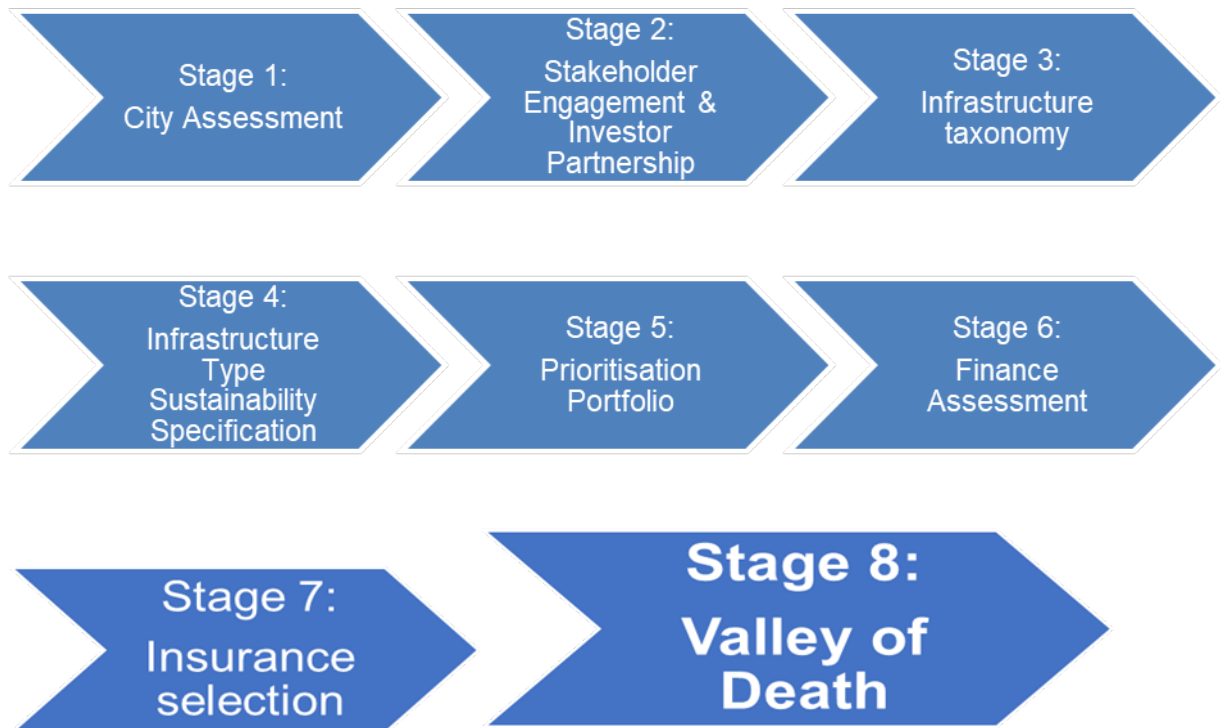 Stage 1:
City Assessment
Stage 2:
Stakeholder
Engagement &
Investor
Partnership
Stage 3:
Infrastructure
taxonomy
Stage 4:
Infrastructure
Type
Sustainability
Specification
Stage 5:
Prioritisation
Portfolio
Stage 6:
Finance
Assessment
Stage 7:
Insurance
selection
Stage 8:
Valley of
Death